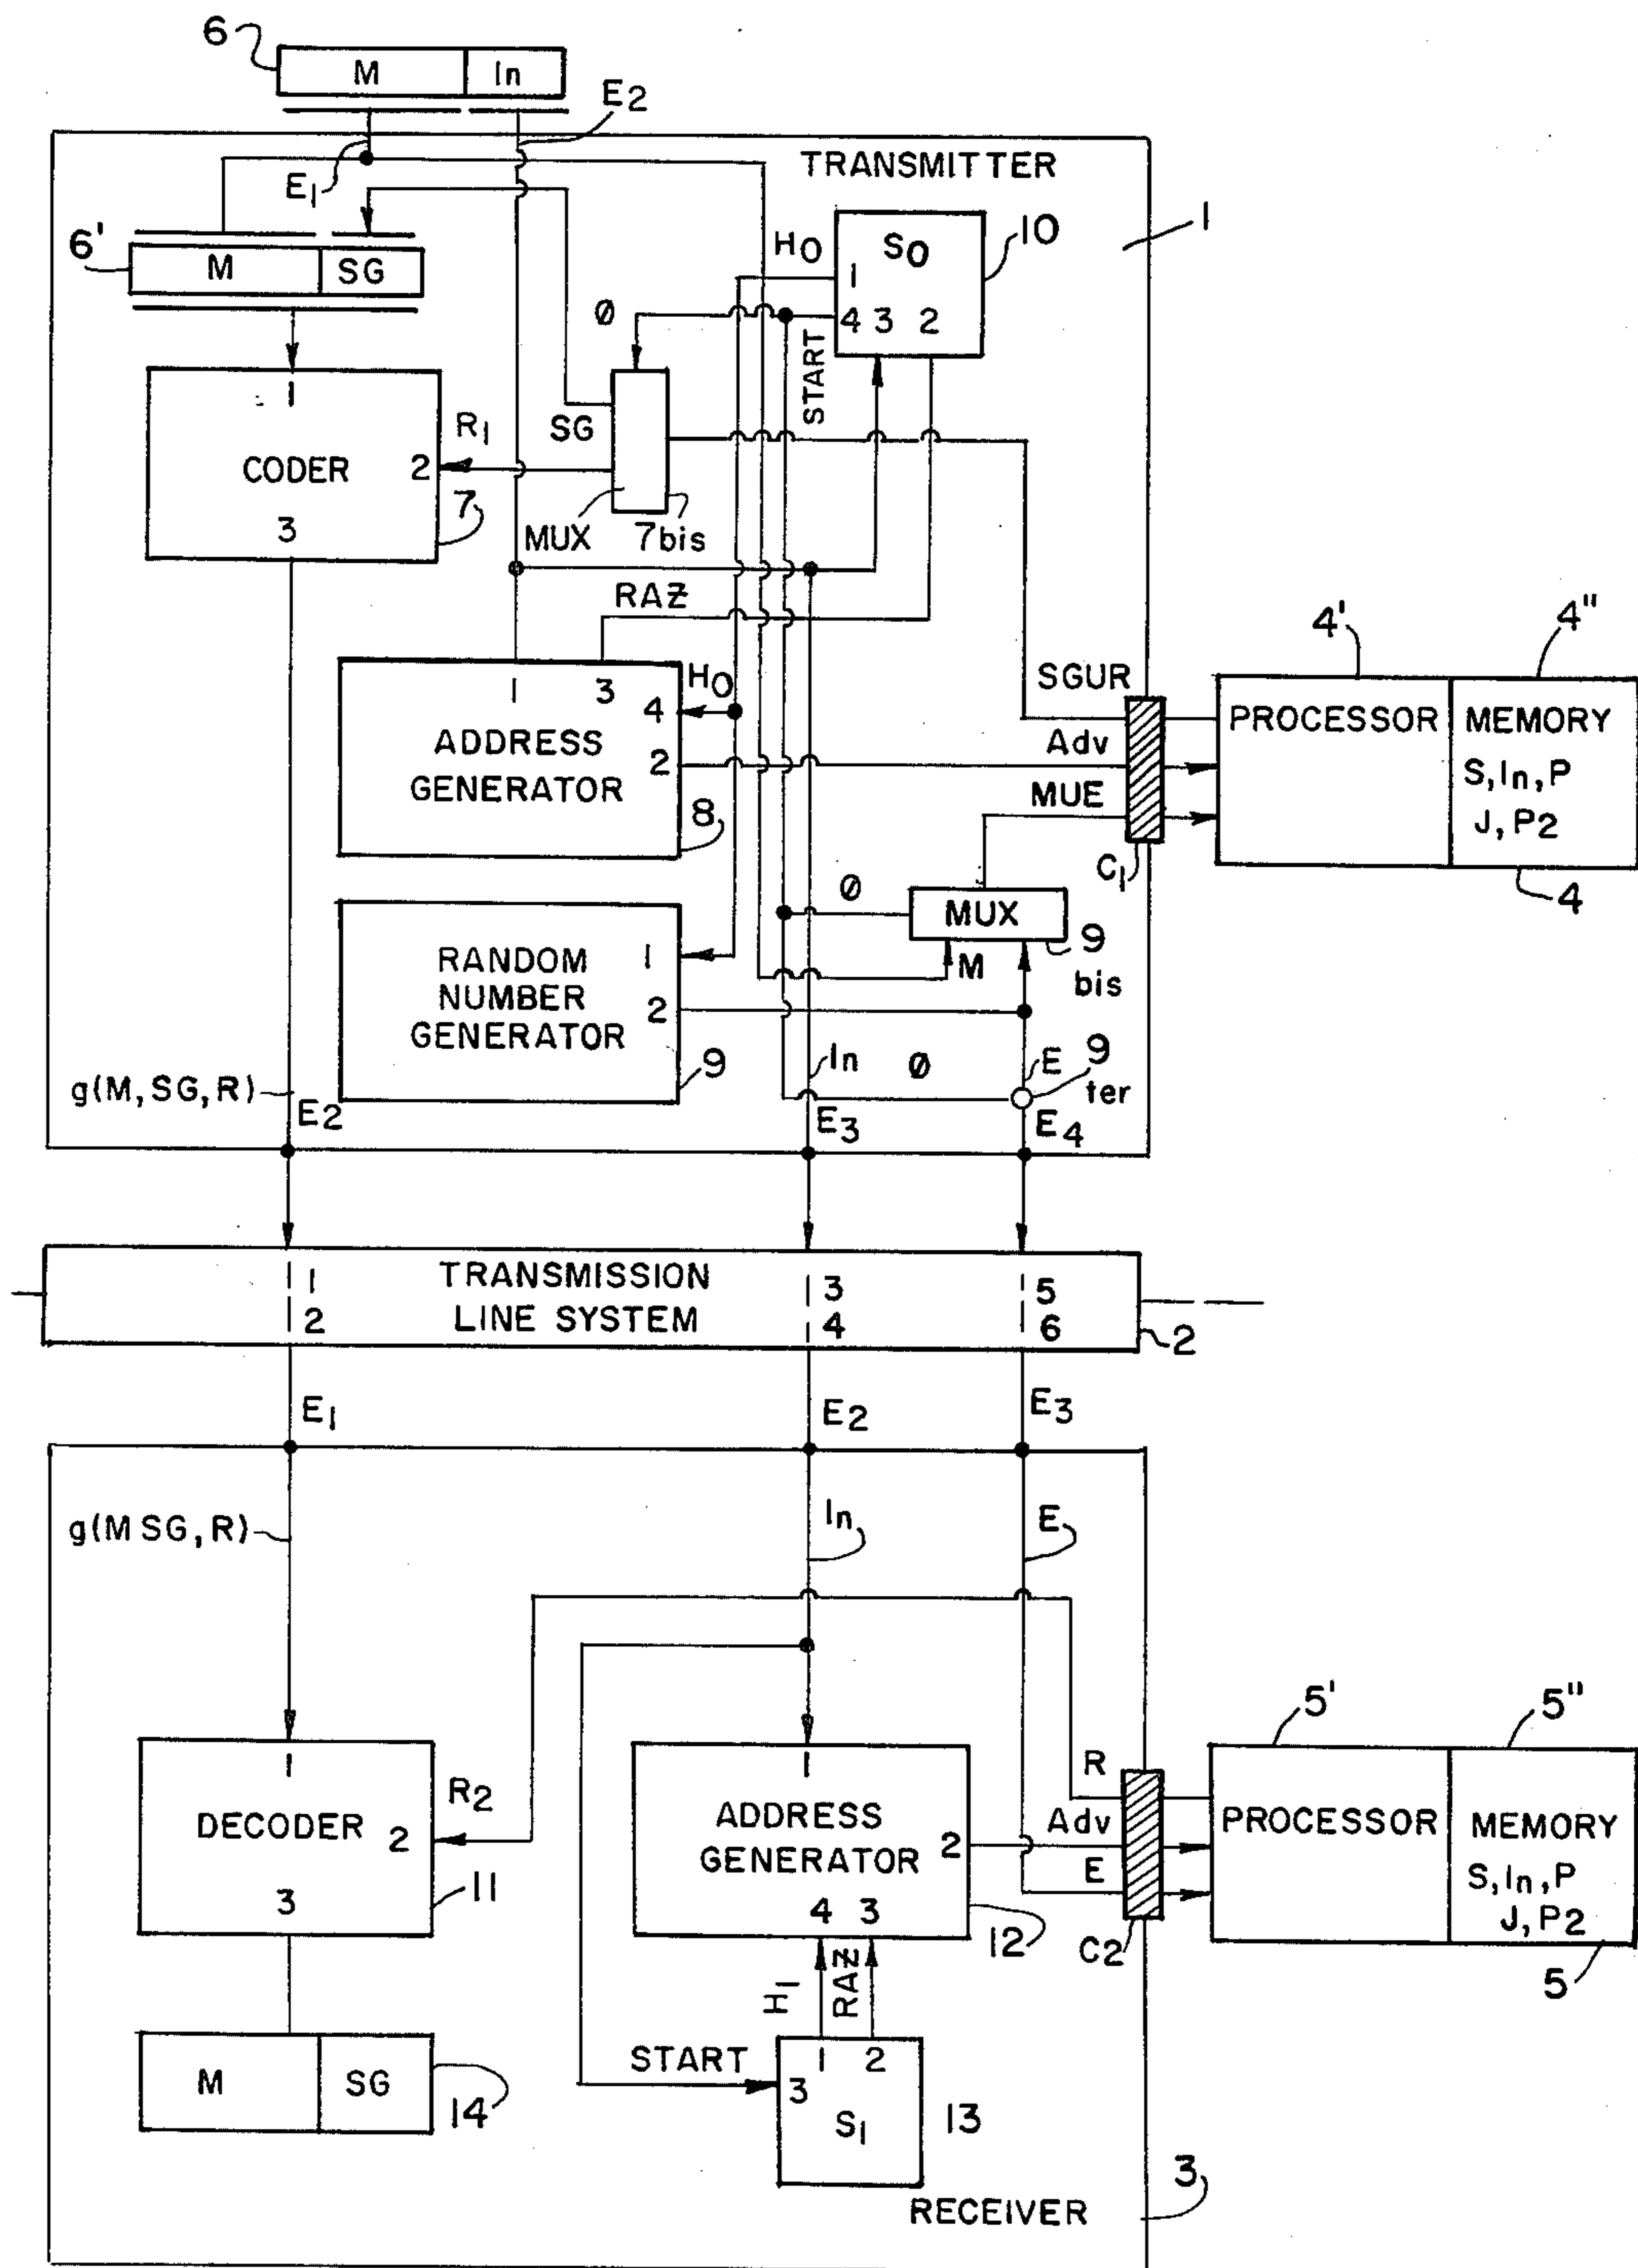 6
M In
E2
TRANSMITTER
E1
1
6'
M SG
H0
S0
10
1
4 3 2
Ø
START
1
R1
SG
CODER
2
3
7
MUX
7bis
RAZ
4'
4"
1 3
H0
4
SGUR
PROCESSOR
MEMORY
ADDRESS
GENERATOR
2
Adv
S, In, P
J, P2
MUE
8
C1
4
Ø
MUX
9
bis
M
RANDOM
NUMBER
GENERATOR
1
2
9
In
Ø
E
9
ter
g(M,SG,R)
E2
E3
E4
1
2
TRANSMISSION
LINE SYSTEM
3
4
5
6
2
E1
E2
E3
g(M SG, R)
In
E
5'
5"
1
1
R
R2
DECODER
2
ADDRESS
GENERATOR
2
Adv
PROCESSOR
MEMORY
E
S, In, P
J, P2
3
11
4 3
12
C2
5
H1
RAZ
M SG
14
START
1 2
3
S1
13
3
RECEIVER